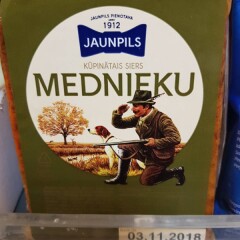 JAUNPILS PIENOTAVA
1912
JAUNPILS
KŪPINĀTAIS SIERS
MEDNIEKU
03.11.2018